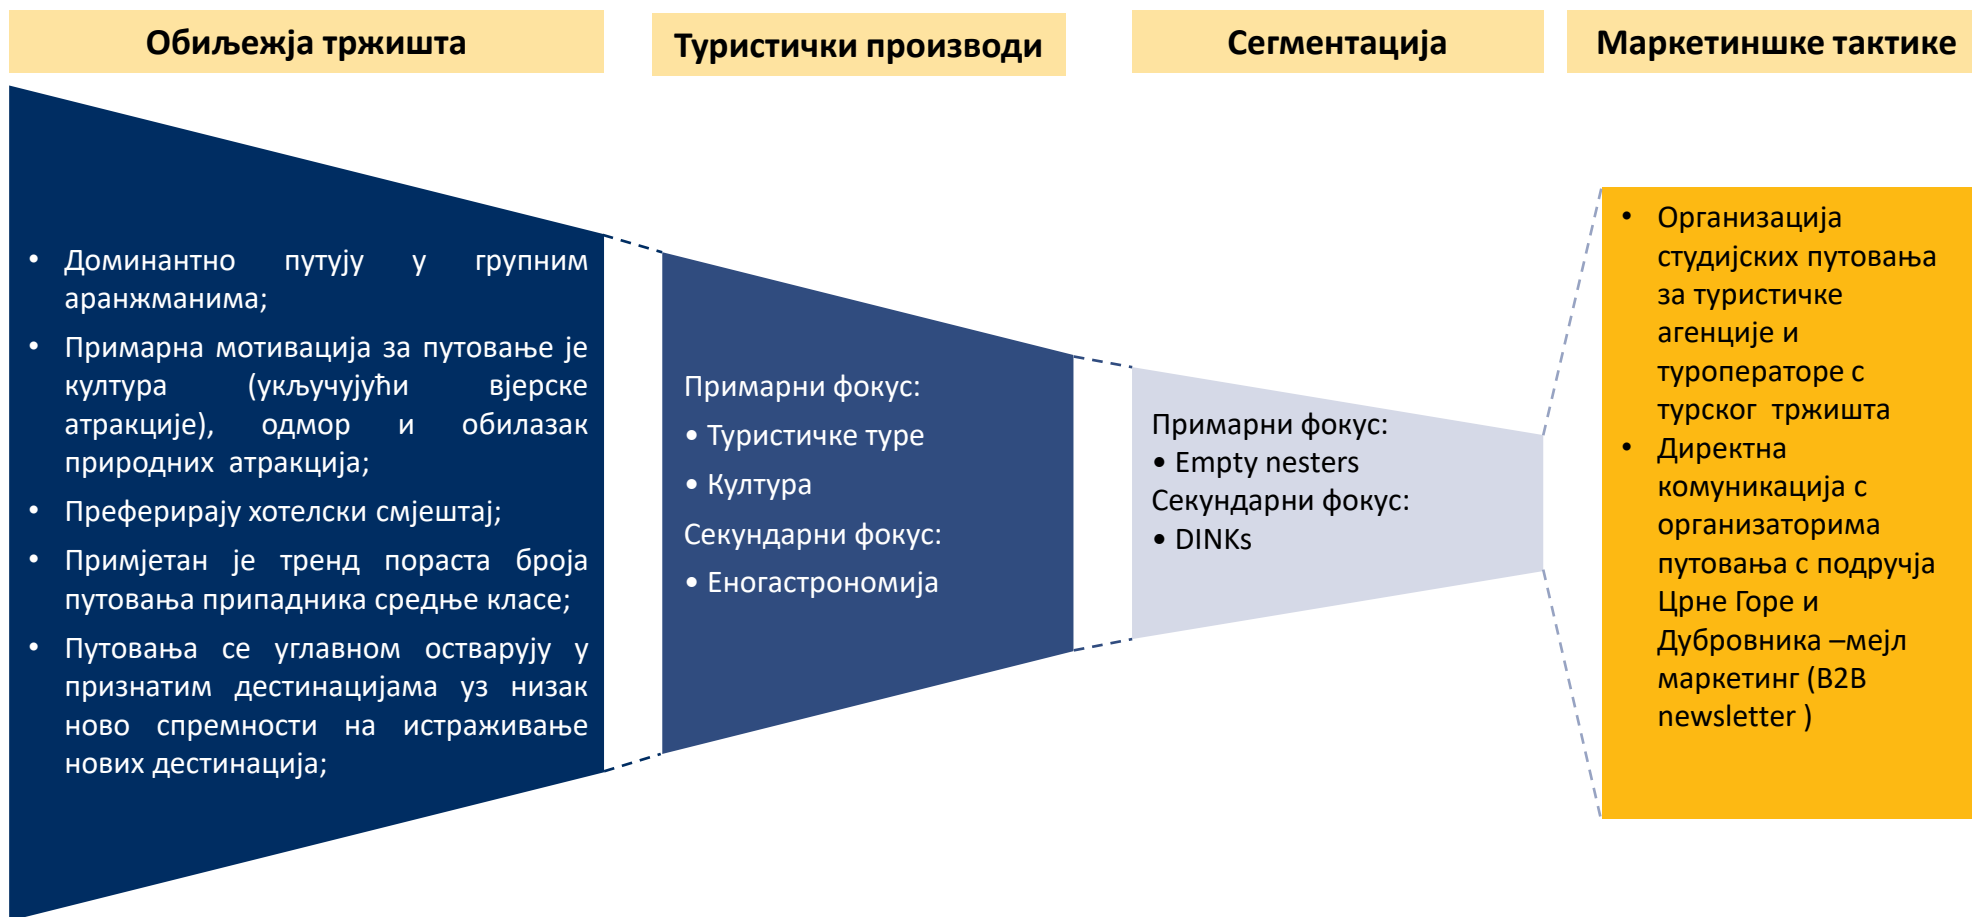 Обиљежја тржишта
Туристички производи
Сегментација
Маркетиншке тактике
• Доминантно путују у групним
аранжманима;
• Примарна мотивација за путовање је
култура (укључујући вјерске
атракције), одмор и обилазак
природних атракција;
• Преферирају хотелски смјештај;
• Примјетан је тренд пораста броја
путовања припадника средње класе;
• Путовања се углавном остварују у
признатим дестинацијама уз низак
ново спремности на истраживање
нових дестинација;
Примарни фокус:
• Туристичке туре
• Култура
Секундарни фокус:
• Еногастрономија
Примарни фокус:
• Empty nesters
Секундарни фокус:
• DINKs
• Организација
студијских путовања
за туристичке
агенције и
туроператоре с
турског тржишта
• Директна
комуникација с
организаторима
путовања с подручја
Црне Горе и
Дубровника –мејл
маркетинг (B2B
newsletter )